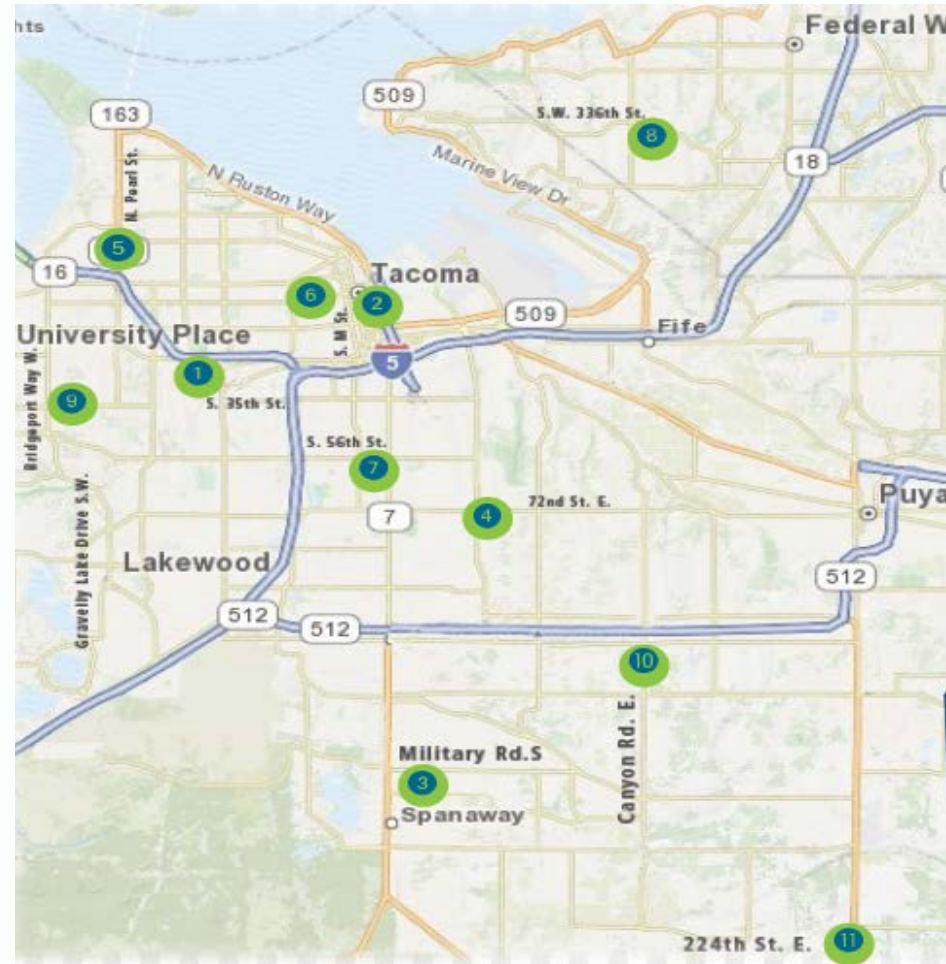 hts
Federal W
163
509
S.W. 336th St.
8
18
N. Pearl St.
N Ruston Way
Marine View Dr
5
16
Tacoma
6
2
509
S. M St.
Fife
University Place
5
1
Bridgeport Way W.
9
S. 35th St.
S. 56th St.
7
7
4
72nd St. E.
Puya
Gravelly Lake Drive S.W.
Lakewood
512
512
512
10
Canyon Rd. E.
Military Rd.S
3
Spanaway
224th St. E.
11